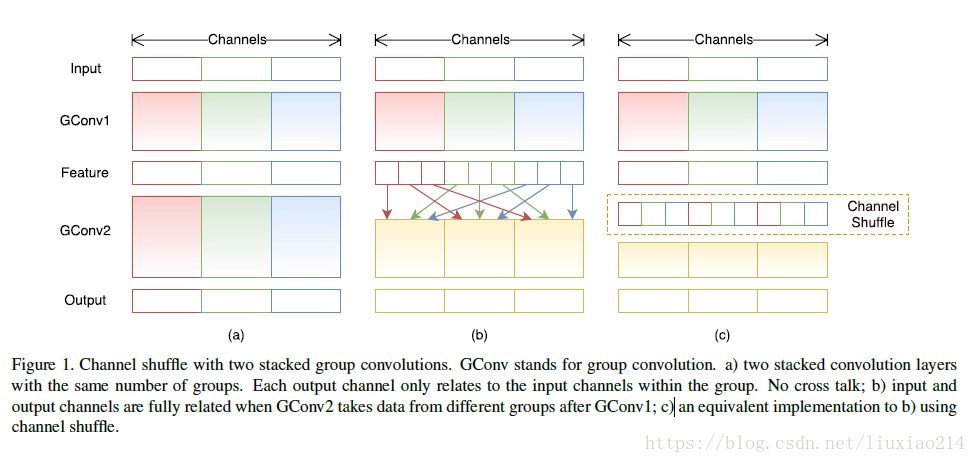 Channels Channels Channels
Input
GConv1
Feature
Channel
Shuffle
GConv2
Output
(a) (b) (c)
Figure 1. Channel shuffle with two stacked group convolutions. GConv stands for group convolution. a) two stacked convolution layers
with the same number of groups. Each output channel only relates to the input channels within the group. No cross talk; b) input and
output channels are fully related when GConv2 takes data from different groups after GConv1; c) an equivalent implementation to b) using
channel shuffle.
https://blog.csdn.net/liuxiao214